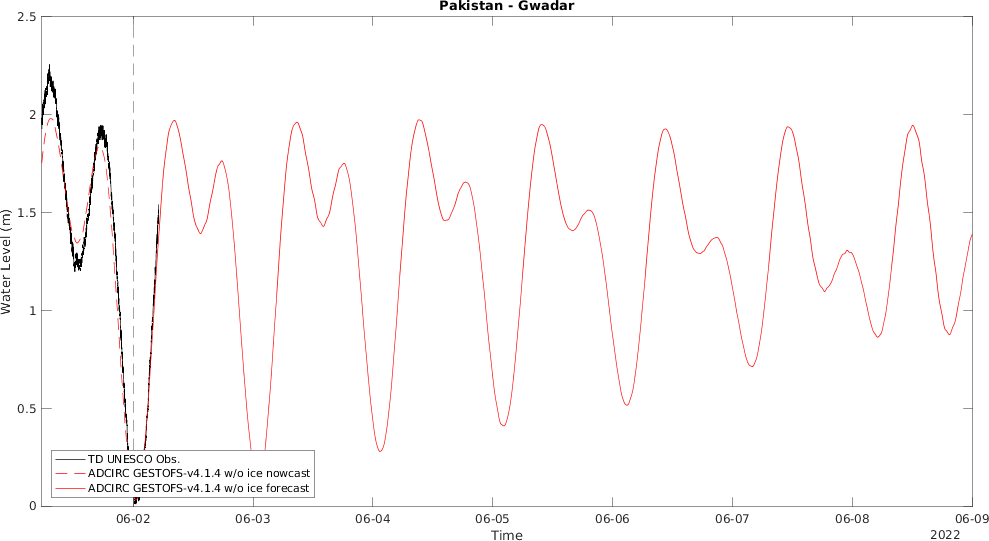 Pakistan - Gwadar
2.5
2
1.5
1
0.5
0
Water Level (m)
TD UNESCO Obs.
ADCIRC GESTOFS-v4.1.4 w/o ice nowcast
ADCIRC GESTOFS-v4.1.4 w/o ice forecast
06-02 06-03 06-04 06-05 06-06 06-07 06-08 06-09
Time
2022